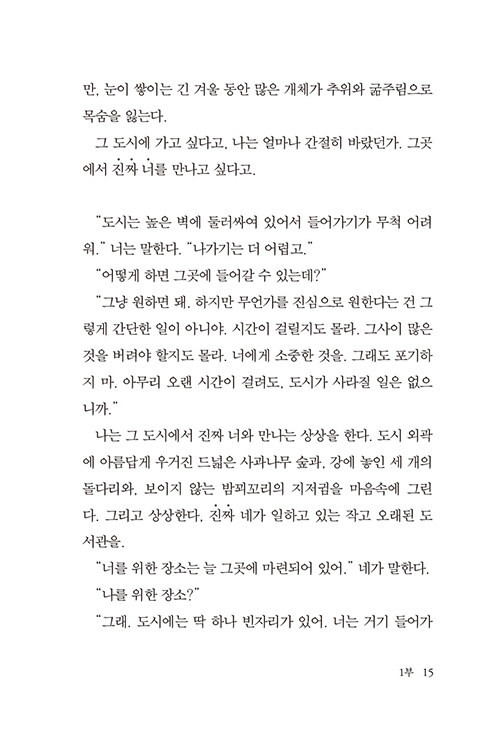 만, 눈이 쌓이는 긴 겨울 동안 많은 개체가 추위와 굶주림으로
목숨을 잃는다.
그 도시에 가고 싶다고, 나는 얼마나 간절히 바랐던가. 그곳
에서 진짜 너를 만나고 싶다고.
“도시는 높은 벽에 둘러싸여 있어서 들어가기가 무척 어려
워.” 너는 말한다. “나가기는 더 어렵고.”
“어떻게 하면 그곳에 들어갈 수 있는데?”
“그냥 원하면 돼. 하지만 무언가를 진심으로 원한다는 건 그
렇게 간단한 일이 아니야. 시간이 걸릴지도 몰라. 그사이 많은
것을 버려야 할지도 몰라. 너에게 소중한 것을. 그래도 포기하
지 마. 아무리 오랜 시간이 걸려도, 도시가 사라질 일은 없으
니까.”
나는 그 도시에서 진짜 너와 만나는 상상을 한다. 도시 외곽
에 아름답게 우거진 드넓은 사과나무 숲과, 강에 놓인 세 개의
돌다리와, 보이지 않는 밤꾀꼬리의 지저귐을 마음속에 그린
다. 그리고 상상한다, 진짜 네가 일하고 있는 작고 오래된 도
서관을.
“너를 위한 장소는 늘 그곳에 마련되어 있어.” 네가 말한다.
“나를 위한 장소?”
“그래. 도시에는 딱 하나 빈자리가 있어. 너는 거기 들어가
1부 15